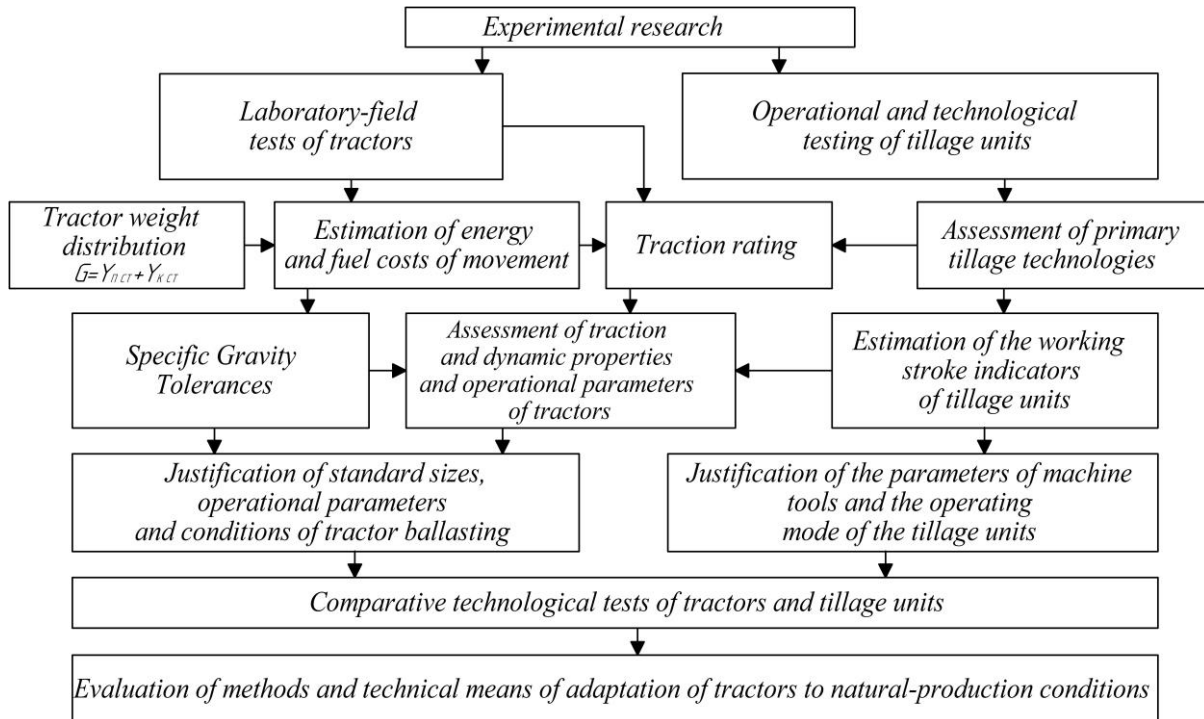 Experimental research
Laboratory-field
tests of tractors
Operational and technological
testing of tillage units
Tractor weight
distribution
G=Yп ст+Yк ст
Estimation of energy
and fuel costs of movement
Traction rating
Assessment of primary
tillage technologies
Specific Gravity
Tolerances
Assessment of traction
and dynamic properties
and operational parameters
of tractors
Estimation of the working
stroke indicators
of tillage units
Justification of standard sizes,
operational parameters
and conditions of tractor ballasting
Justification of the parameters of machine
tools and the operating
mode of the tillage units
Comparative technological tests of tractors and tillage units
Evaluation of methods and technical means of adaptation of tractors to natural-production conditions